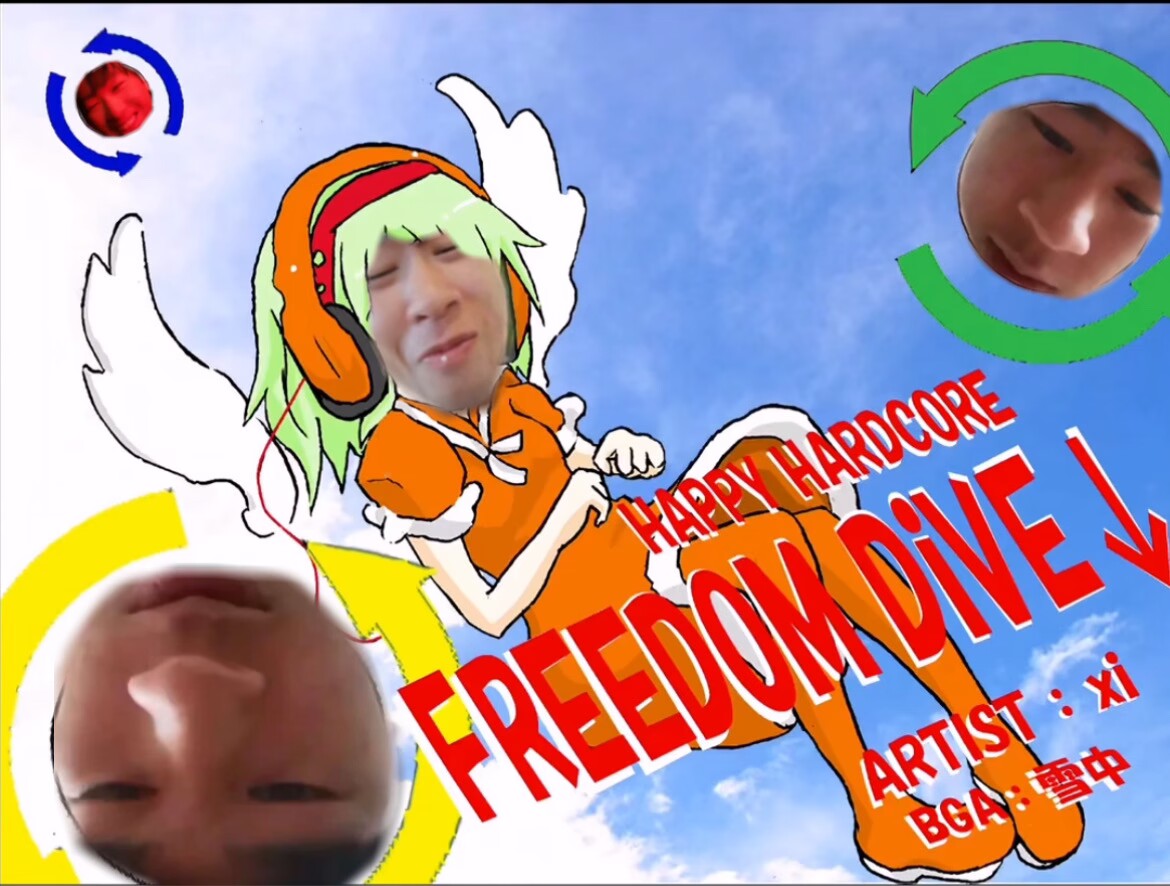 HAPPY HARDCORE
FREEDOM DiVE↓
ARTIST : xi
BGA : 雪中